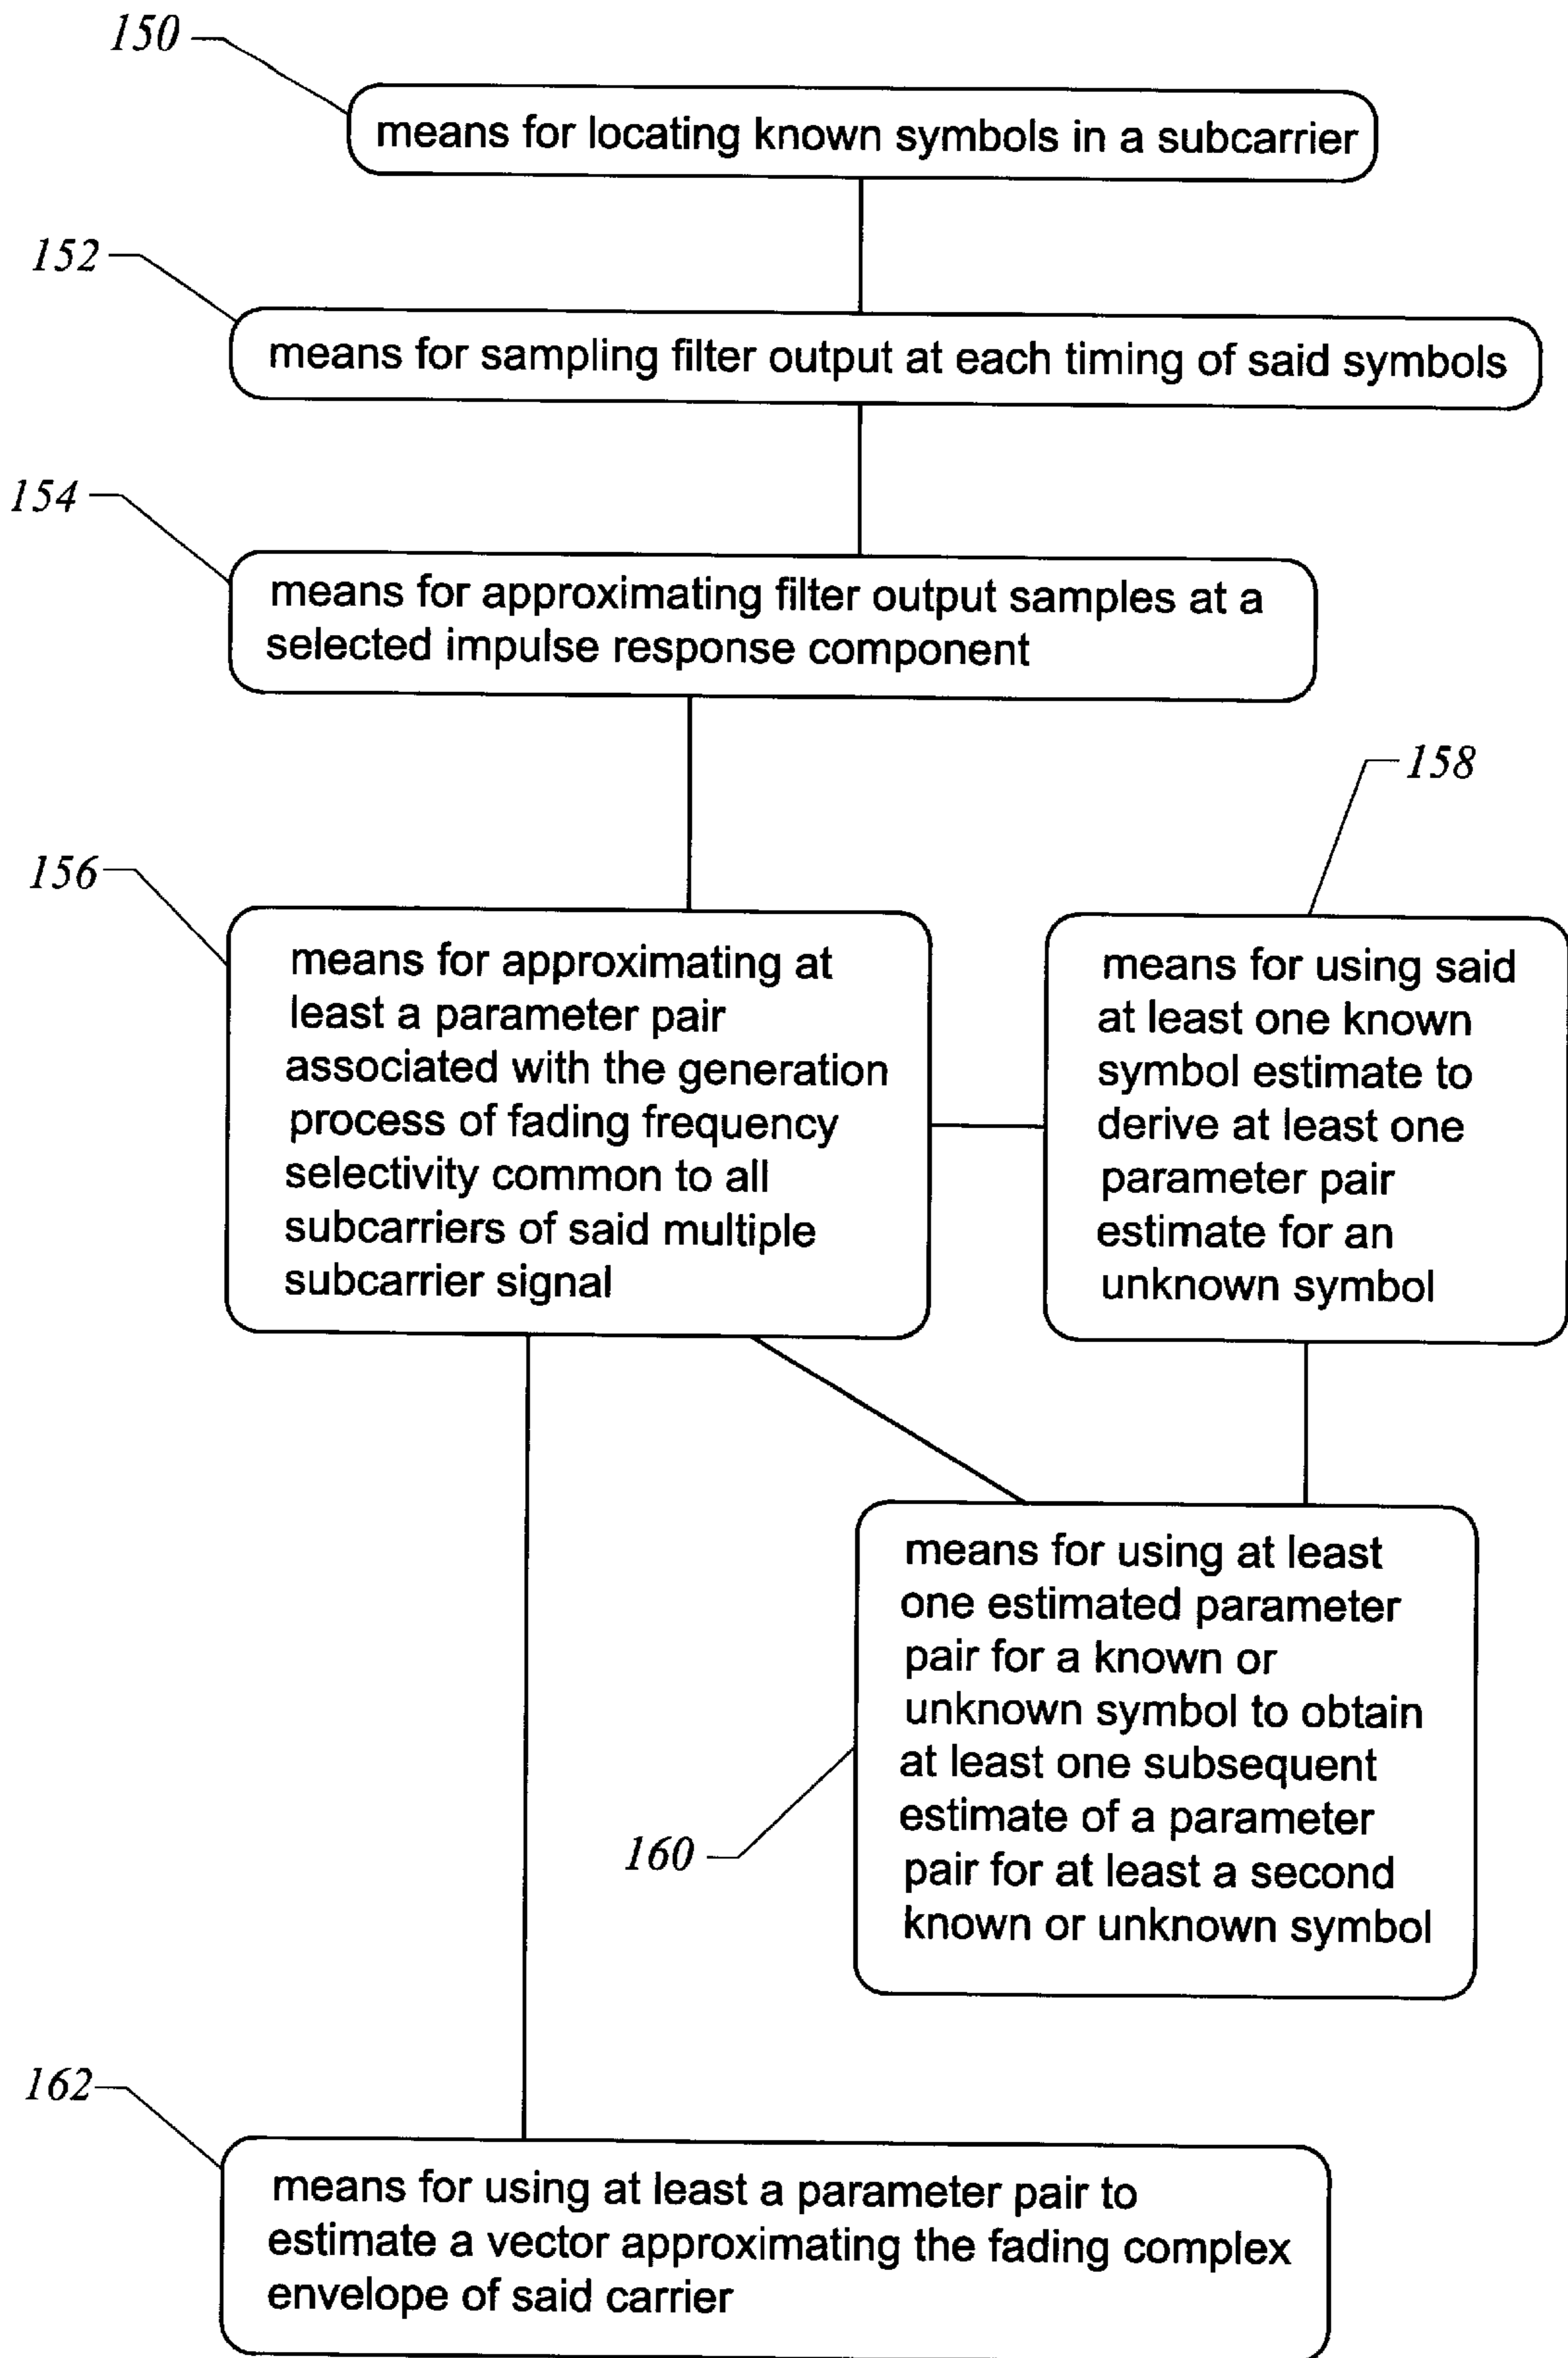 150
means for locating known symbols in a subcarrier
152
means for sampling filter output at each timing of said symbols
154
means for approximating filter output samples at a
selected impulse response component
158
156
means for approximating at
least a parameter pair
associated with the generation
process of fading frequency
selectivity common to all
subcarriers of said multiple
subcarrier signal
means for using said
at least one known
symbol estimate to
derive at least one
parameter pair
estimate for an
unknown symbol
means for using at least
one estimated parameter
pair for a known or
unknown symbol to obtain
at least one subsequent
estimate of a parameter
pair for at least a second
known or unknown symbol
160
162
means for using at least a parameter pair to
estimate a vector approximating the fading complex
envelope of said carrier